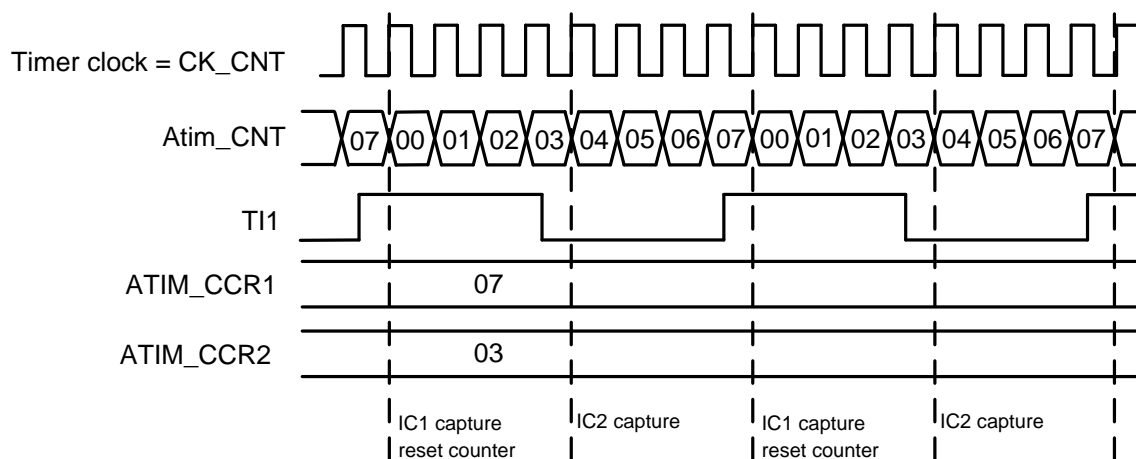 Timer clock = CK_CNT
Atim_CNT 07 00 01 02 03 04 05 06 07 00 01 02 03 04 05 06 07
TI1
ATIM_CCR1 07
ATIM_CCR2 03
IC1 capture IC2 capture IC1 capture IC2 capture
reset counter reset counter